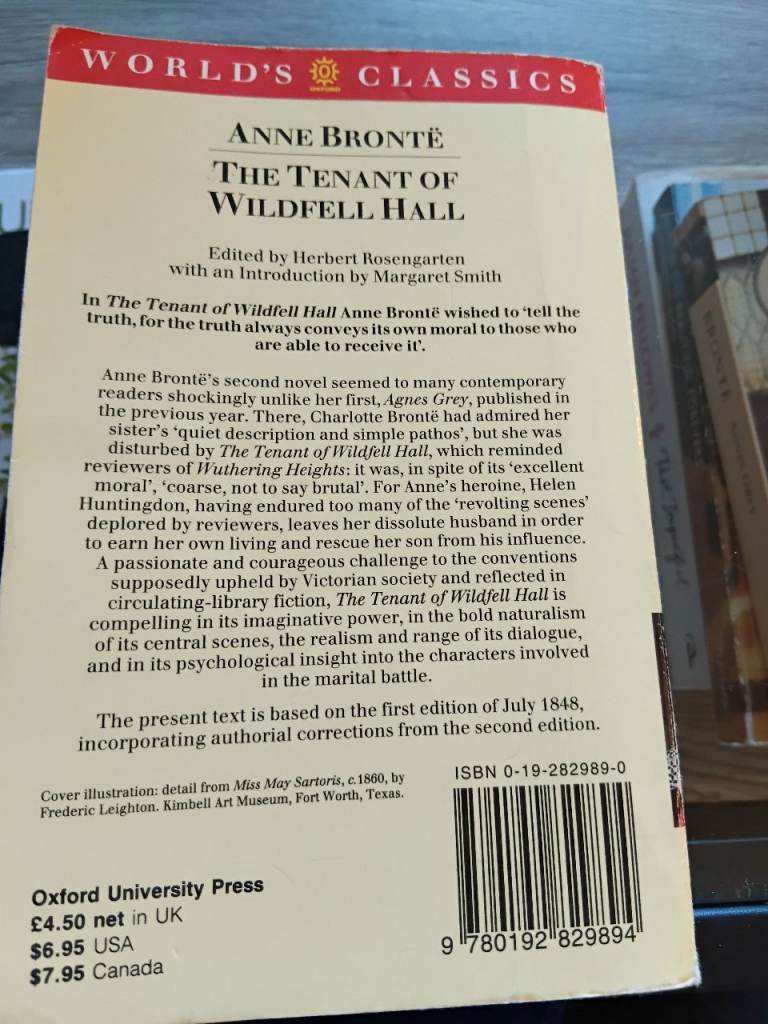 WORLD'S OXFORD CLASSICS
ANNE BRONTË
THE TENANT OF
WILDFELL HALL
Edited by Herbert Rosengarten
with an Introduction by Margaret Smith
In The Tenant of Wildfell Hall Anne Brontë wished to 'tell the
truth, for the truth always conveys its own moral to those who
are able to receive it'.
Anne Brontë's second novel seemed to many contemporary
readers shockingly unlike her first, Agnes Grey, published in
the previous year. There, Charlotte Brontë had admired her
sister's 'quiet description and simple pathos', but she was
disturbed by The Tenant of Wildfell Hall, which reminded
reviewers of Wuthering Heights: it was, in spite of its 'excellent
moral', 'coarse, not to say brutal'. For Anne's heroine, Helen
Huntingdon, having endured too many of the 'revolting scenes'
deplored by reviewers, leaves her dissolute husband in order
to earn her own living and rescue her son from his influence.
A passionate and courageous challenge to the conventions
supposedly upheld by Victorian society and reflected in
circulating-library fiction, The Tenant of Wildfell Hall is
compelling in its imaginative power, in the bold naturalism
of its central scenes, the realism and range of its dialogue,
and in its psychological insight into the characters involved
in the marital battle.
The present text is based on the first edition of July 1848,
incorporating authorial corrections from the second edition.
Cover illustration: detail from Miss May Sartoris, c.1860, by
Frederic Leighton. Kimbell Art Museum, Fort Worth, Texas.
ISBN 0-19-282989-0
9 780192 829894
Oxford University Press
£4.50 net in UK
$6.95 USA
$7.95 Canada
BRONTË